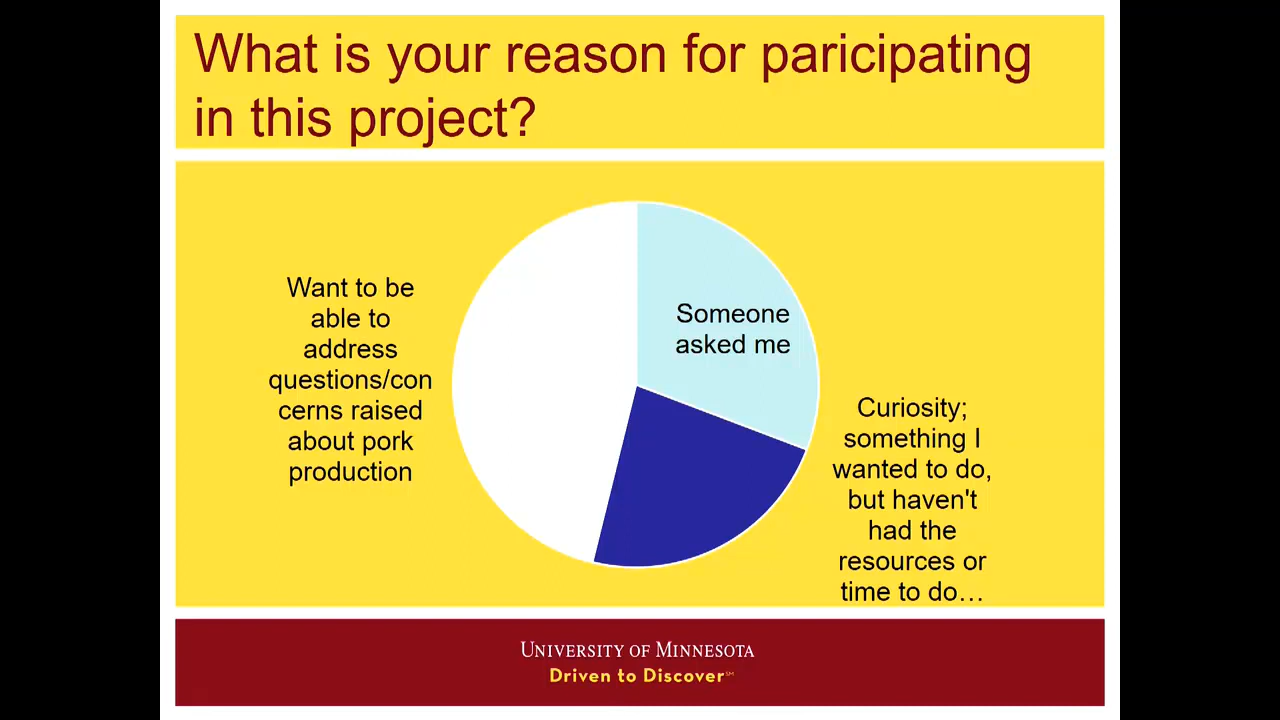 What is your reason for paricipating
in this project?
Want to be
able to
address
questions/con
cerns raised
about pork
production
Someone
asked me
Curiosity;
something I
wanted to do,
but haven't
had the
resources or
time to do…
UNIVERSITY OF MINNESOTA
Driven to Discover℠